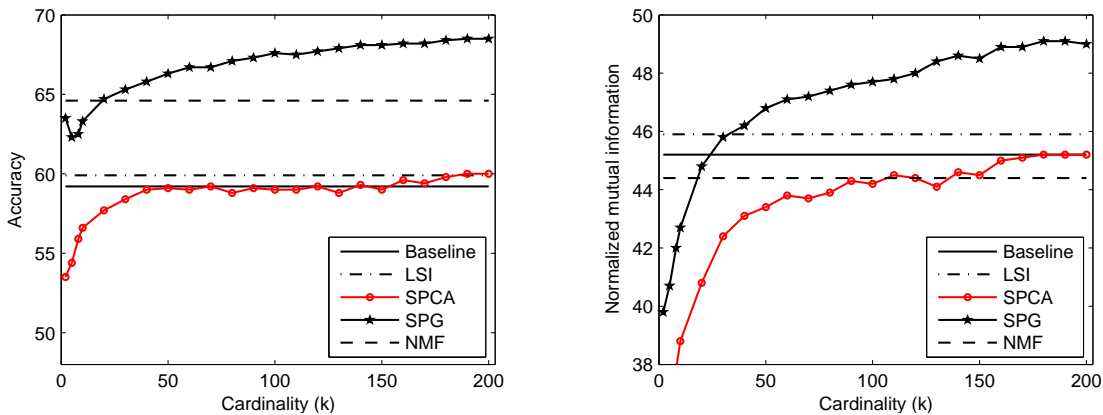 70
65
60
55
50
Accuracy
Baseline
LSI
SPCA
SPG
NMF
0 50 100 150 200
Cardinality (k)
50
48
46
44
42
40
38
Normalized mutual information
Baseline
LSI
SPCA
SPG
NMF
0 50 100 150 200
Cardinality (k)